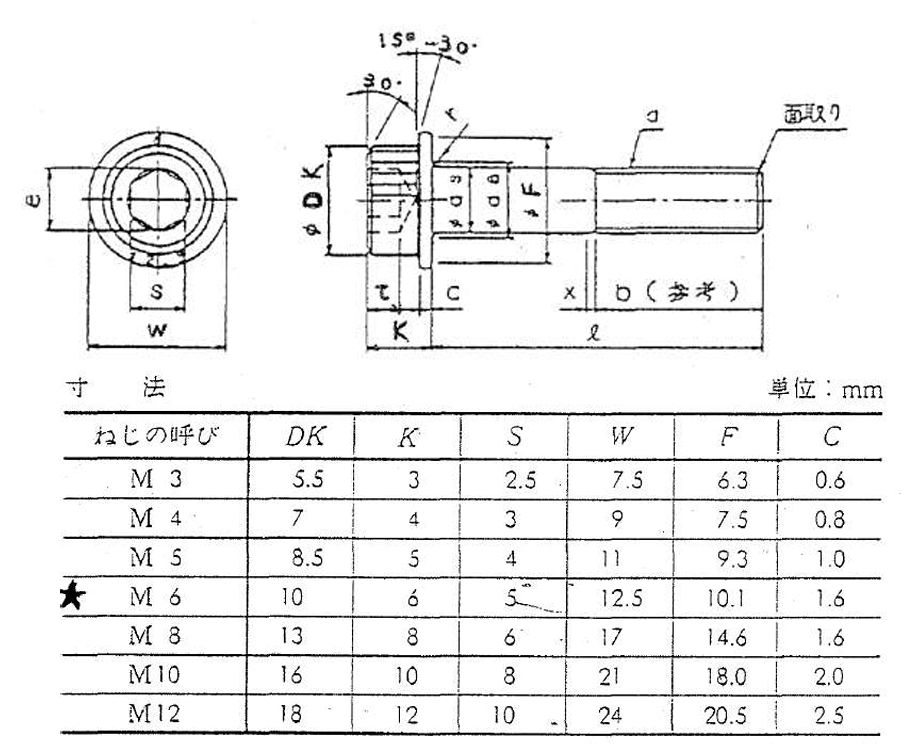 15° -30°
30°
r
a
面取り
e
φDK
φds
φda
φF
S
t
C
x
b (参考)
W
K
ℓ
寸 法
単位：mm
ねじの呼び DK K S W F C
M 3 5.5 3 2.5 7.5 6.3 0.6
M 4 7 4 3 9 7.5 0.8
M 5 8.5 5 4 11 9.3 1.0
★ M 6 10 6 5 12.5 10.1 1.6
M 8 13 8 6 17 14.6 1.6
M10 16 10 8 21 18.0 2.0
M12 18 12 10 24 20.5 2.5